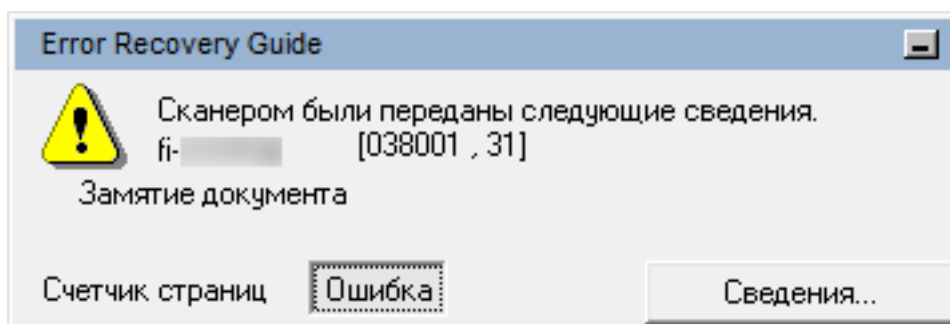 Error Recovery Guide
Сканером были переданы следующие сведения.
fi- [038001 , 31]
Замятие документа
Счетчик страниц Ошибка Сведения...